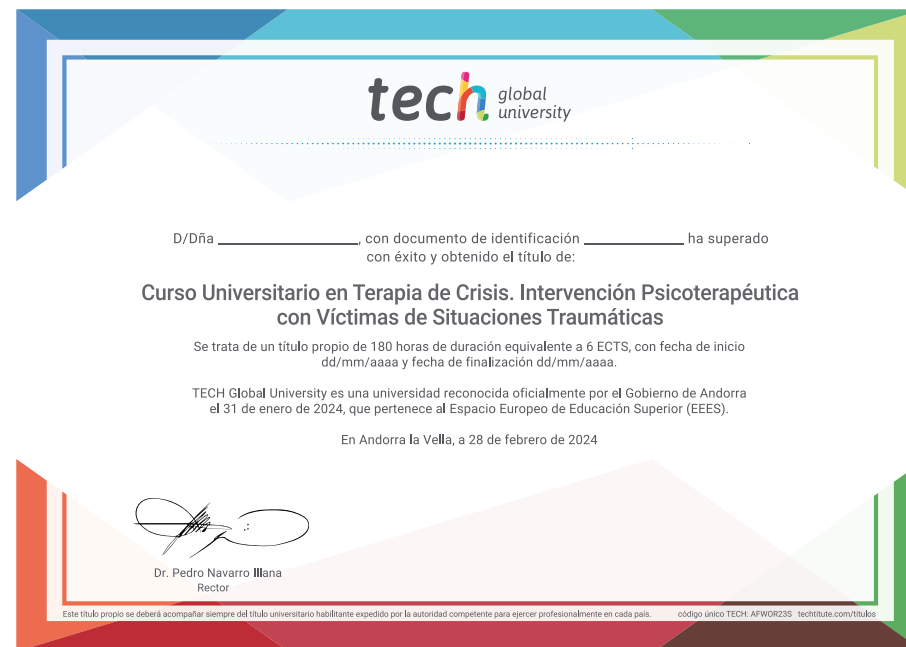 tech global university
D/Dña ____________________, con documento de identificación ______________ ha superado
con éxito y obtenido el título de:
Curso Universitario en Terapia de Crisis. Intervención Psicoterapéutica
con Víctimas de Situaciones Traumáticas
Se trata de un título propio de 180 horas de duración equivalente a 6 ECTS, con fecha de inicio
dd/mm/aaaa y fecha de finalización dd/mm/aaaa.
TECH Global University es una universidad reconocida oficialmente por el Gobierno de Andorra
el 31 de enero de 2024, que pertenece al Espacio Europeo de Educación Superior (EEES).
En Andorra la Vella, a 28 de febrero de 2024
Dr. Pedro Navarro Illana
Rector
Este título propio se deberá acompañar siempre del título universitario habilitante expedido por la autoridad competente para ejercer profesionalmente en cada país. código único TECH: AFWOR23S techtitute.com/titulos